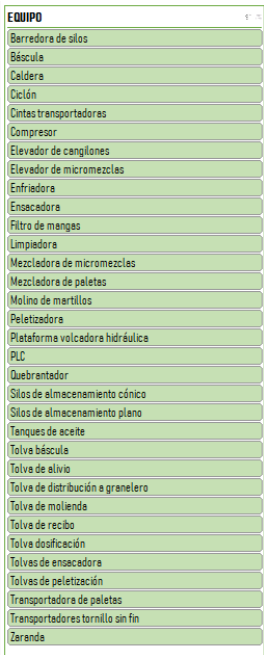 EQUIPO
Barredora de silos
Báscula
Caldera
Ciclón
Cintas transportadoras
Compresor
Elevador de cangilones
Elevador de micromezclas
Enfriadora
Ensacadora
Filtro de mangas
Limpiadora
Mezcladora de micromezclas
Mezcladora de paletas
Molino de martillos
Peletizadora
Plataforma volcadora hidráulica
PLC
Quebrantador
Silos de almacenamiento cónico
Silos de almacenamiento plano
Tanques de aceite
Tolva báscula
Tolva de alivio
Tolva de distribución a granelero
Tolva de molienda
Tolva de recibo
Tolva dosificación
Tolvas de ensacadora
Tolvas de peletización
Transportadora de paletas
Transportadores tornillo sin fin
Zaranda